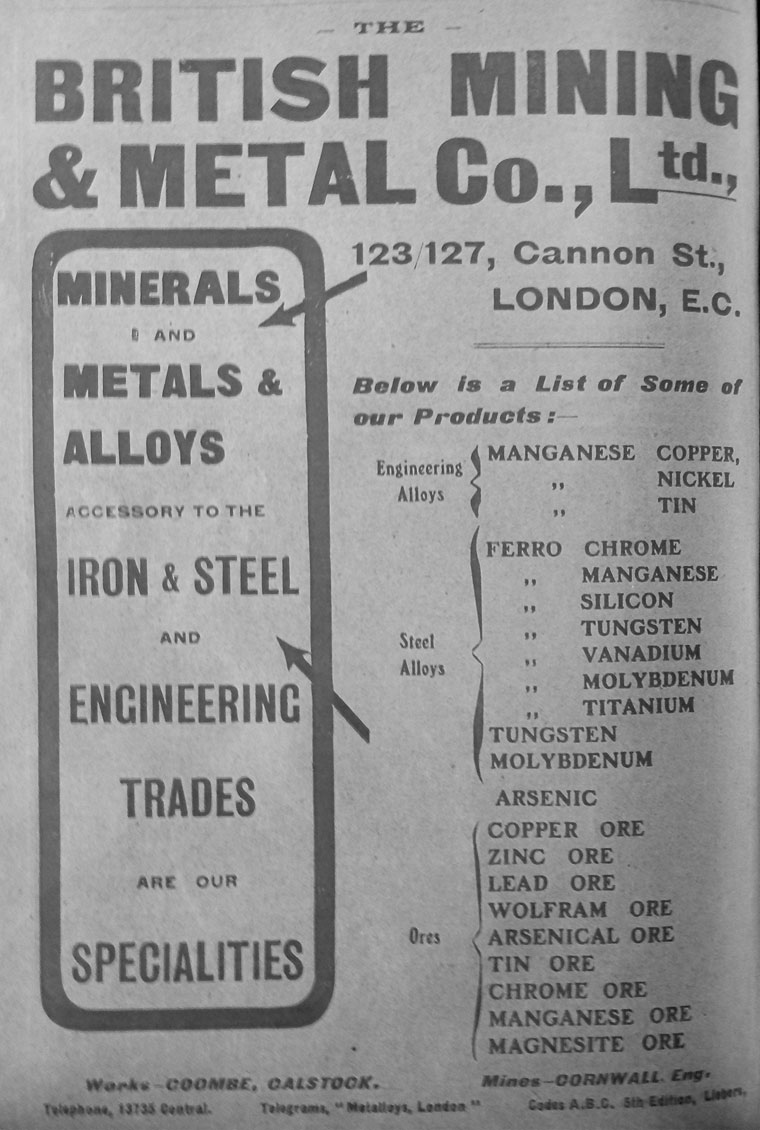 — THE —
BRITISH MINING
& METAL Co., Ltd.,
123/127, Cannon St.,
LONDON, E.C.
MINERALS
AND
METALS &
ALLOYS
ACCESSORY TO THE
IRON & STEEL
AND
ENGINEERING
TRADES
ARE OUR
SPECIALITIES
Below is a List of Some of
our Products:—
Engineering
Alloys
MANGANESE COPPER,
,, NICKEL
,, TIN
Steel
Alloys
FERRO CHROME
,, MANGANESE
,, SILICON
,, TUNGSTEN
,, VANADIUM
,, MOLYBDENUM
,, TITANIUM
TUNGSTEN
MOLYBDENUM
ARSENIC
Ores
COPPER ORE
ZINC ORE
LEAD ORE
WOLFRAM ORE
ARSENICAL ORE
TIN ORE
CHROME ORE
MANGANESE ORE
MAGNESITE ORE
Works—COOMBE, CALSTOCK.
Mines—CORNWALL. Eng.
Telephone, 13735 Central.
Telegrams, "Metalloys, London"
Codes A.B.C. 5th Edition, Liebers.